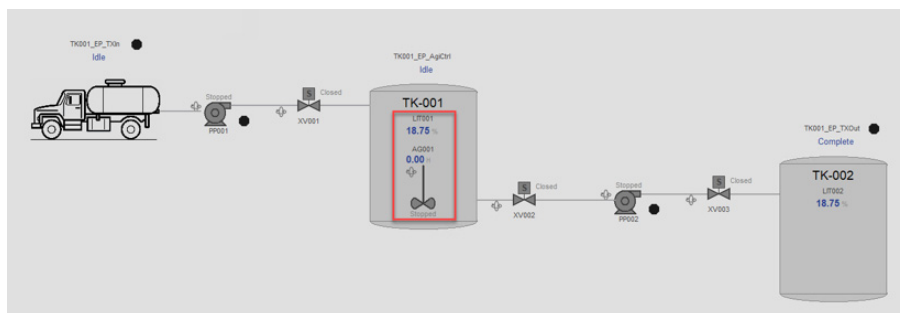 TK001_EP_TXIn
Idle
Stopped
PP001
S
Closed
XV001
TK001_EP_AgiCtrl
Idle
TK-001
LIT001
18.75 %
AG001
0.00
Stopped
S
Closed
XV002
Stopped
PP002
S
Closed
XV003
TK001_EP_TXOut
Complete
TK-002
LIT002
18.75 %